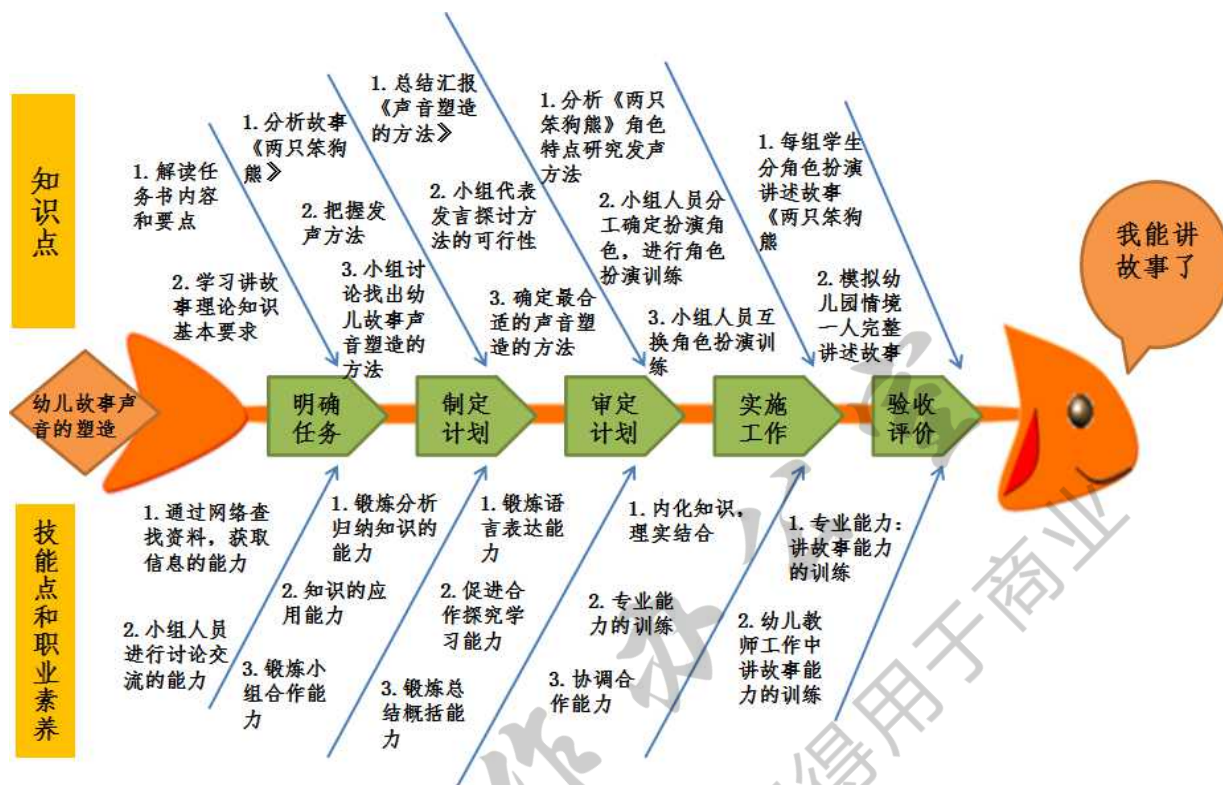 知识点
1. 解读任
务书内容
和要点
2. 学习讲故
事理论知识
基本要求
1. 分析故事
《两只笨狗
熊》
2. 把握发
声方法
3. 小组讨
论找出幼
儿故事声
音塑造的
方法
1. 总结汇报
《声音塑造
的方法》
2. 小组代表
发言探讨方
法的可行性
3. 确定最合
适的声音塑
造的方法
1. 分析《两只
笨狗熊》角色
特点研究发声
方法
2. 小组人员分
工确定扮演角
色，进行角色
扮演训练
3. 小组人员互
换角色扮演训
练
1. 每组学生
分角色扮演
讲述故事
《两只笨狗
熊》
2. 模拟幼
儿园情境
一人完整
讲述故事
我能讲
故事了
幼儿故事声
音的塑造
明确
任务
制定
计划
审定
计划
实施
工作
验收
评价
技能点和职业素养
1. 通过网络查
找资料，获取
信息的能力
2. 小组人员
进行讨论交
流的能力
1. 锻炼分析
归纳知识的
能力
2. 知识的应
用能力
3. 锻炼小
组合作能
力
1. 锻炼语
言表达能
力
2. 促进合
作探究学
习能力
3. 锻炼总
结概括能
力
1. 内化知识，
理实结合
2. 专业能
力的训练
3. 协调合
作能力
1. 专业能力：
讲故事能力
的训练
2. 幼儿教
师工作中
讲故事能
力的训练
得用于商业